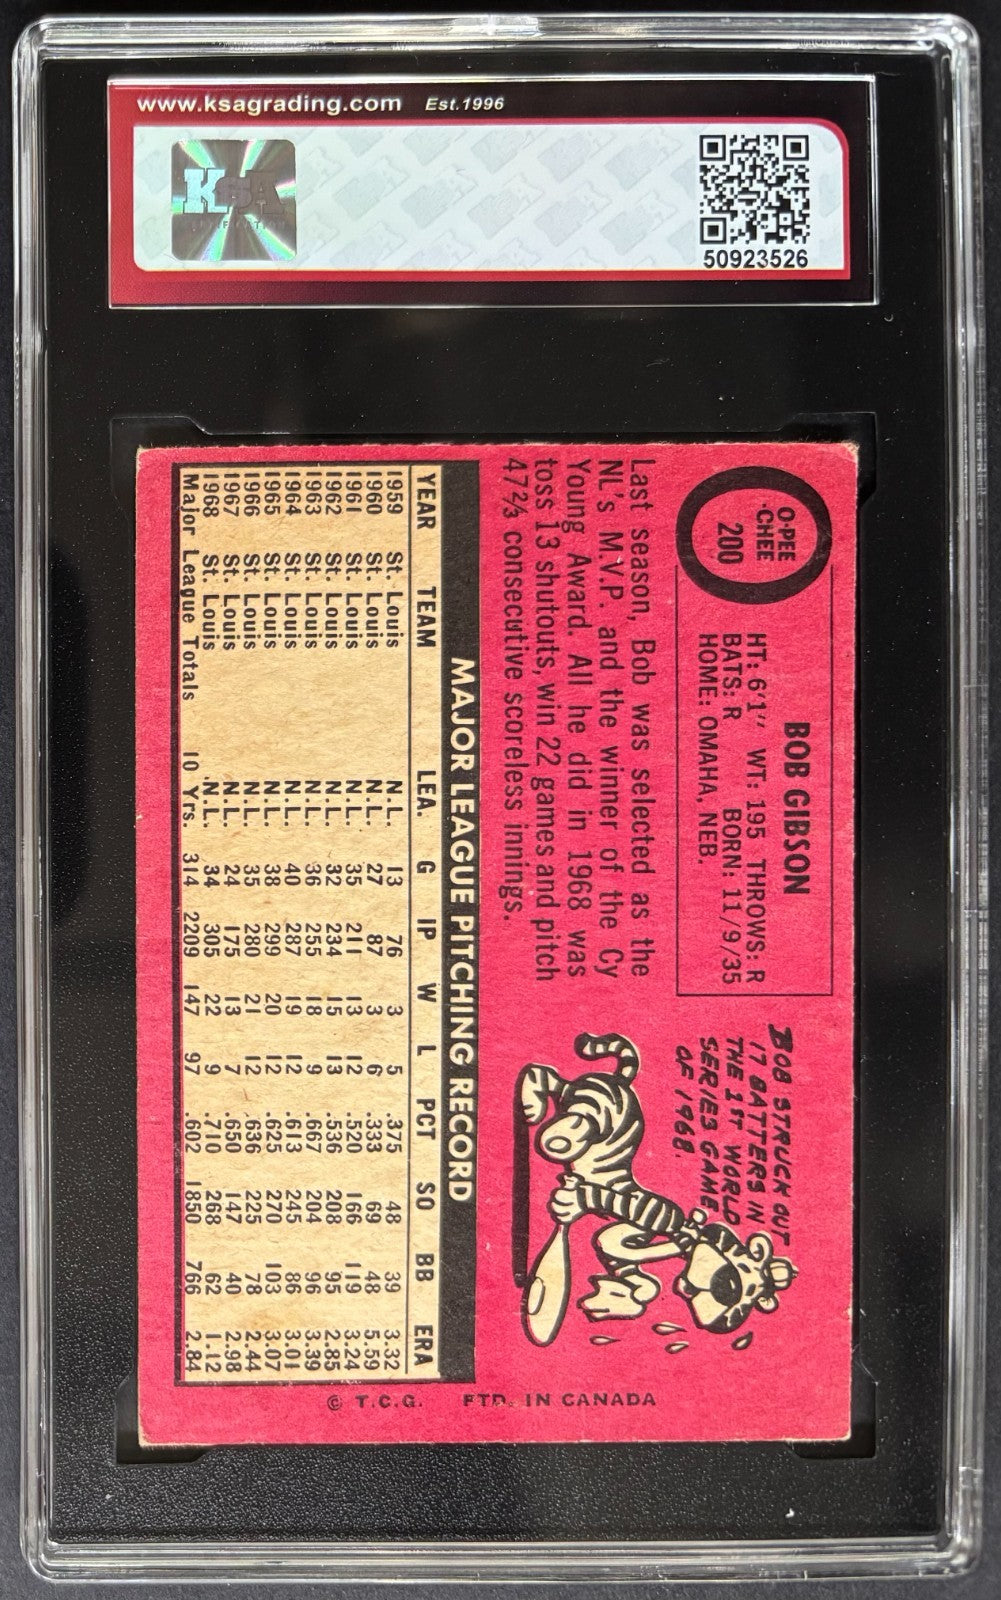 www.ksagrading.com Est.1996
KSA
50923526
O-PEE
-CHEE
200
BOB GIBSON
HT: 6'1" WT: 195 THROWS: R
BATS: R BORN: 11/9/35
HOME: OMAHA, NEB.
Last season, Bob was selected as the
NL's M.V.P. and the winner of the Cy
Young Award. All he did in 1968 was
toss 13 shutouts, win 22 games and pitch
47⅔ consecutive scoreless innings.
BOB STRUCK OUT
17 BATTERS IN
THE 1ST WORLD
SERIES GAME
OF 1968.
MAJOR LEAGUE PITCHING RECORD
YEAR TEAM LEA. G IP W L PCT SO BB ERA
1959 St. Louis N.L. 13 76 3 5 .375 48 39 3.32
1960 St. Louis N.L. 27 87 3 6 .333 69 48 5.59
1961 St. Louis N.L. 35 211 13 12 .520 166 119 3.24
1962 St. Louis N.L. 32 234 15 13 .536 208 95 2.85
1963 St. Louis N.L. 36 255 18 9 .667 204 96 3.39
1964 St. Louis N.L. 40 287 19 12 .613 245 86 3.01
1965 St. Louis N.L. 38 299 20 12 .625 270 103 3.07
1966 St. Louis N.L. 35 280 21 12 .636 225 78 2.44
1967 St. Louis N.L. 24 175 13 7 .650 147 40 2.98
1968 St. Louis N.L. 34 305 22 9 .710 268 62 1.12
Major League Totals 10 Yrs. 314 2209 147 97 .602 1850 766 2.84
© T.C.G. PTD. IN CANADA